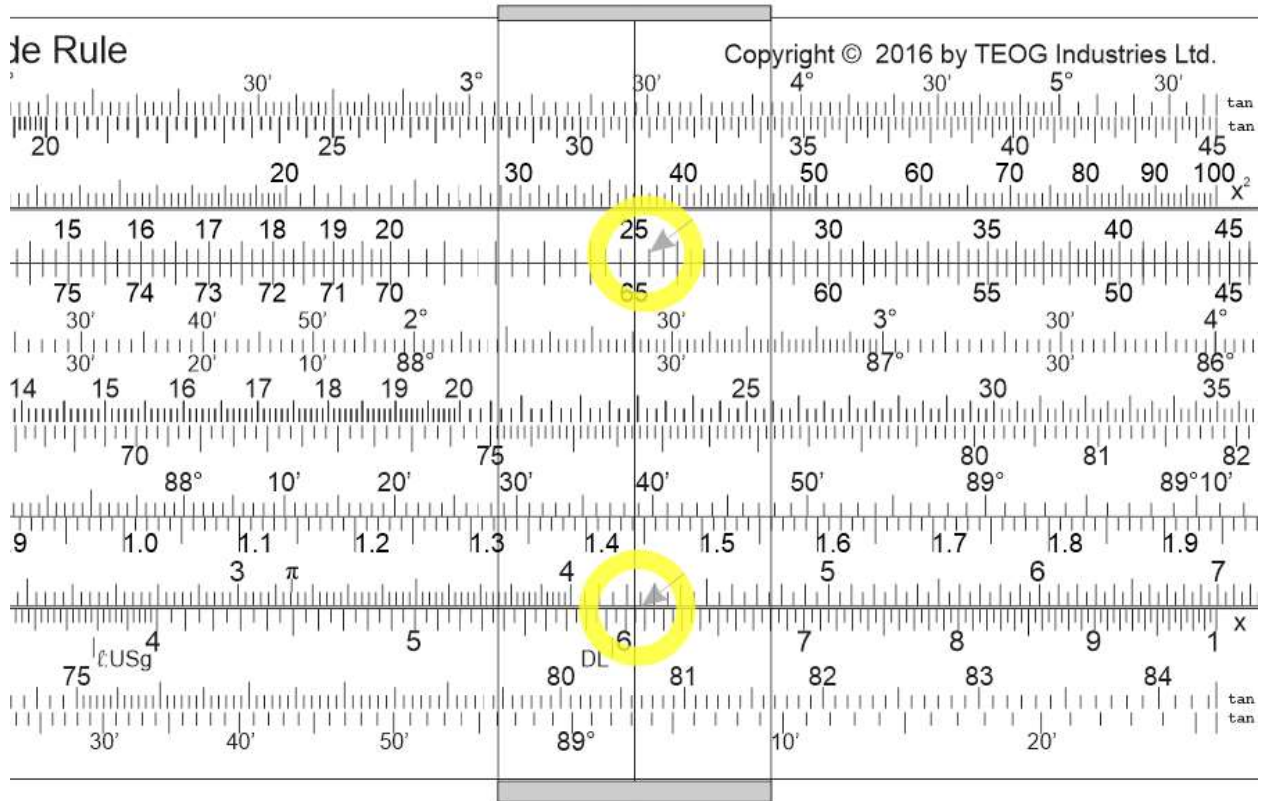 de Rule
Copyright © 2016 by TEOG Industries Ltd.
30' 3° 30' 4° 30' 5° 30'
tan
tan
20 25 30 35 40 45
20 30 40 50 60 70 80 90 100 x²
15 16 17 18 19 20 25 30 35 40 45
75 74 73 72 71 70 65 60 55 50 45
30' 40' 50' 2° 30' 3° 30' 4°
30' 20' 10' 88° 30' 87° 30' 86°
14 15 16 17 18 19 20 25 30 35
70 75 80 81 82
88° 10' 20' 30' 40' 50' 89° 89°10'
.9 1.0 1.1 1.2 1.3 1.4 1.5 1.6 1.7 1.8 1.9
3 π 4 5 6 7
4 5 6 7 8 9 1 x
ℓ:USg DL
75 80 81 82 83 84 tan
tan
30' 40' 50' 89° 10' 20'